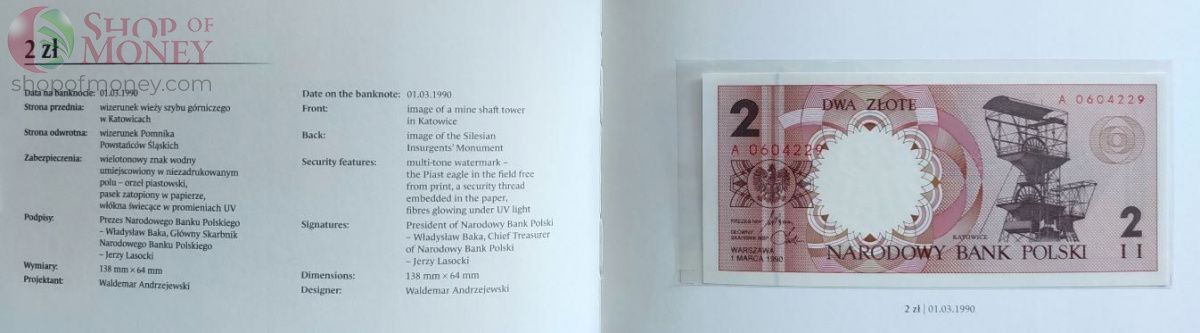 SHOP OF
MONEY
shopofmoney.com
2 zł
Data na banknocie: 01.03.1990
Strona przednia: wizerunek wieży szybu górniczego
w Katowicach
Strona odwrotna: wizerunek Pomnika
Powstańców Śląskich
Zabezpieczenia: wielotonowy znak wodny
umiejscowiony w niezadrukowanym
polu – orzeł piastowski,
pasek zatopiony w papierze,
włókna świecące w promieniach UV
Podpisy: Prezes Narodowego Banku Polskiego
– Władysław Baka, Główny Skarbnik
Narodowego Banku Polskiego
– Jerzy Lasocki
Wymiary: 138 mm × 64 mm
Projektant: Waldemar Andrzejewski
Date on the banknote: 01.03.1990
Front: image of a mine shaft tower
in Katowice
Back: image of the Silesian
Insurgents' Monument
Security features: multi-tone watermark –
the Piast eagle in the field free
from print, a security thread
embedded in the paper,
fibres glowing under UV light
Signatures: President of Narodowy Bank Polski
– Władysław Baka, Chief Treasurer
of Narodowy Bank Polski
– Jerzy Lasocki
Dimensions: 138 mm × 64 mm
Designer: Waldemar Andrzejewski
2
DWA ZŁOTE
A 0604229
A 0604229
PREZES NBP
GŁÓWNY
SKARBNIK NBP
WARSZAWA
1 MARCA 1990
KATOWICE
NARODOWY BANK POLSKI
2
2 zł | 01.03.1990